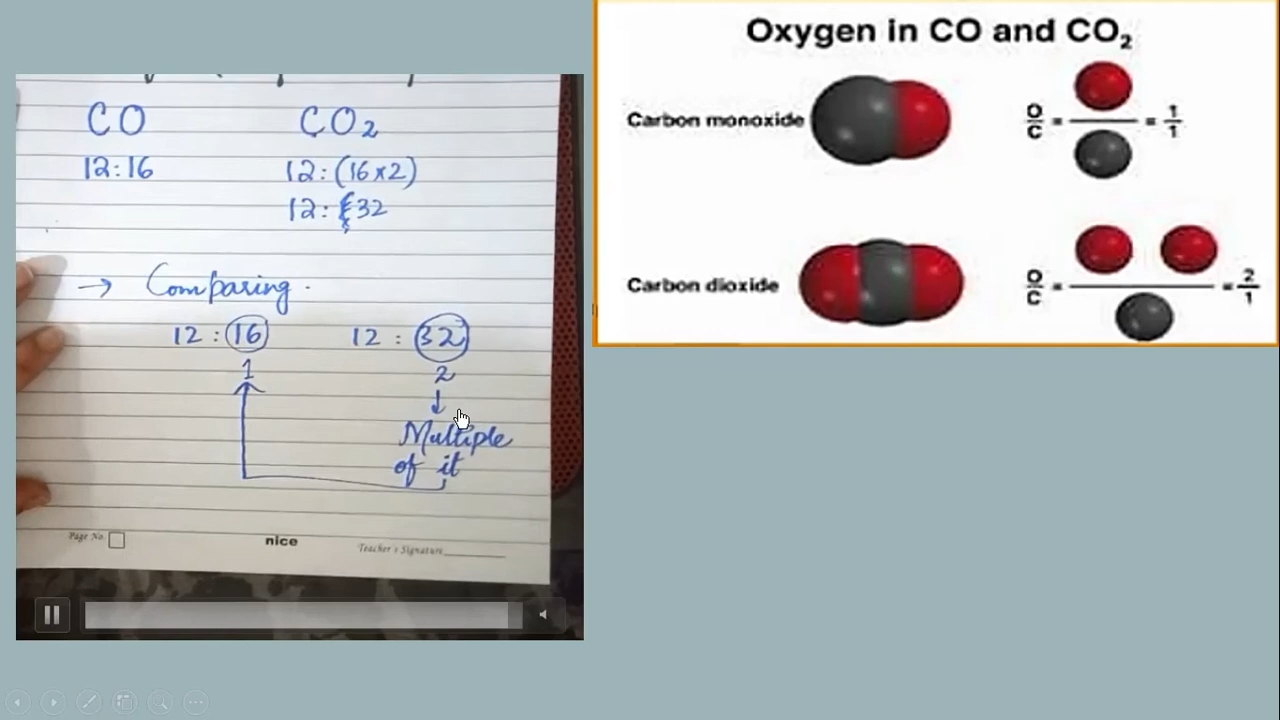 CO CO2
12:16 12:(16x2)
12: 32
→ Comparing.
12 : 16 12 : 32
1 2
↓
Multiple
of it
Page No.
nice
Teacher's Signature
Oxygen in CO and CO₂
Carbon monoxide O/C = = 1/1
Carbon dioxide O/C = = 2/1